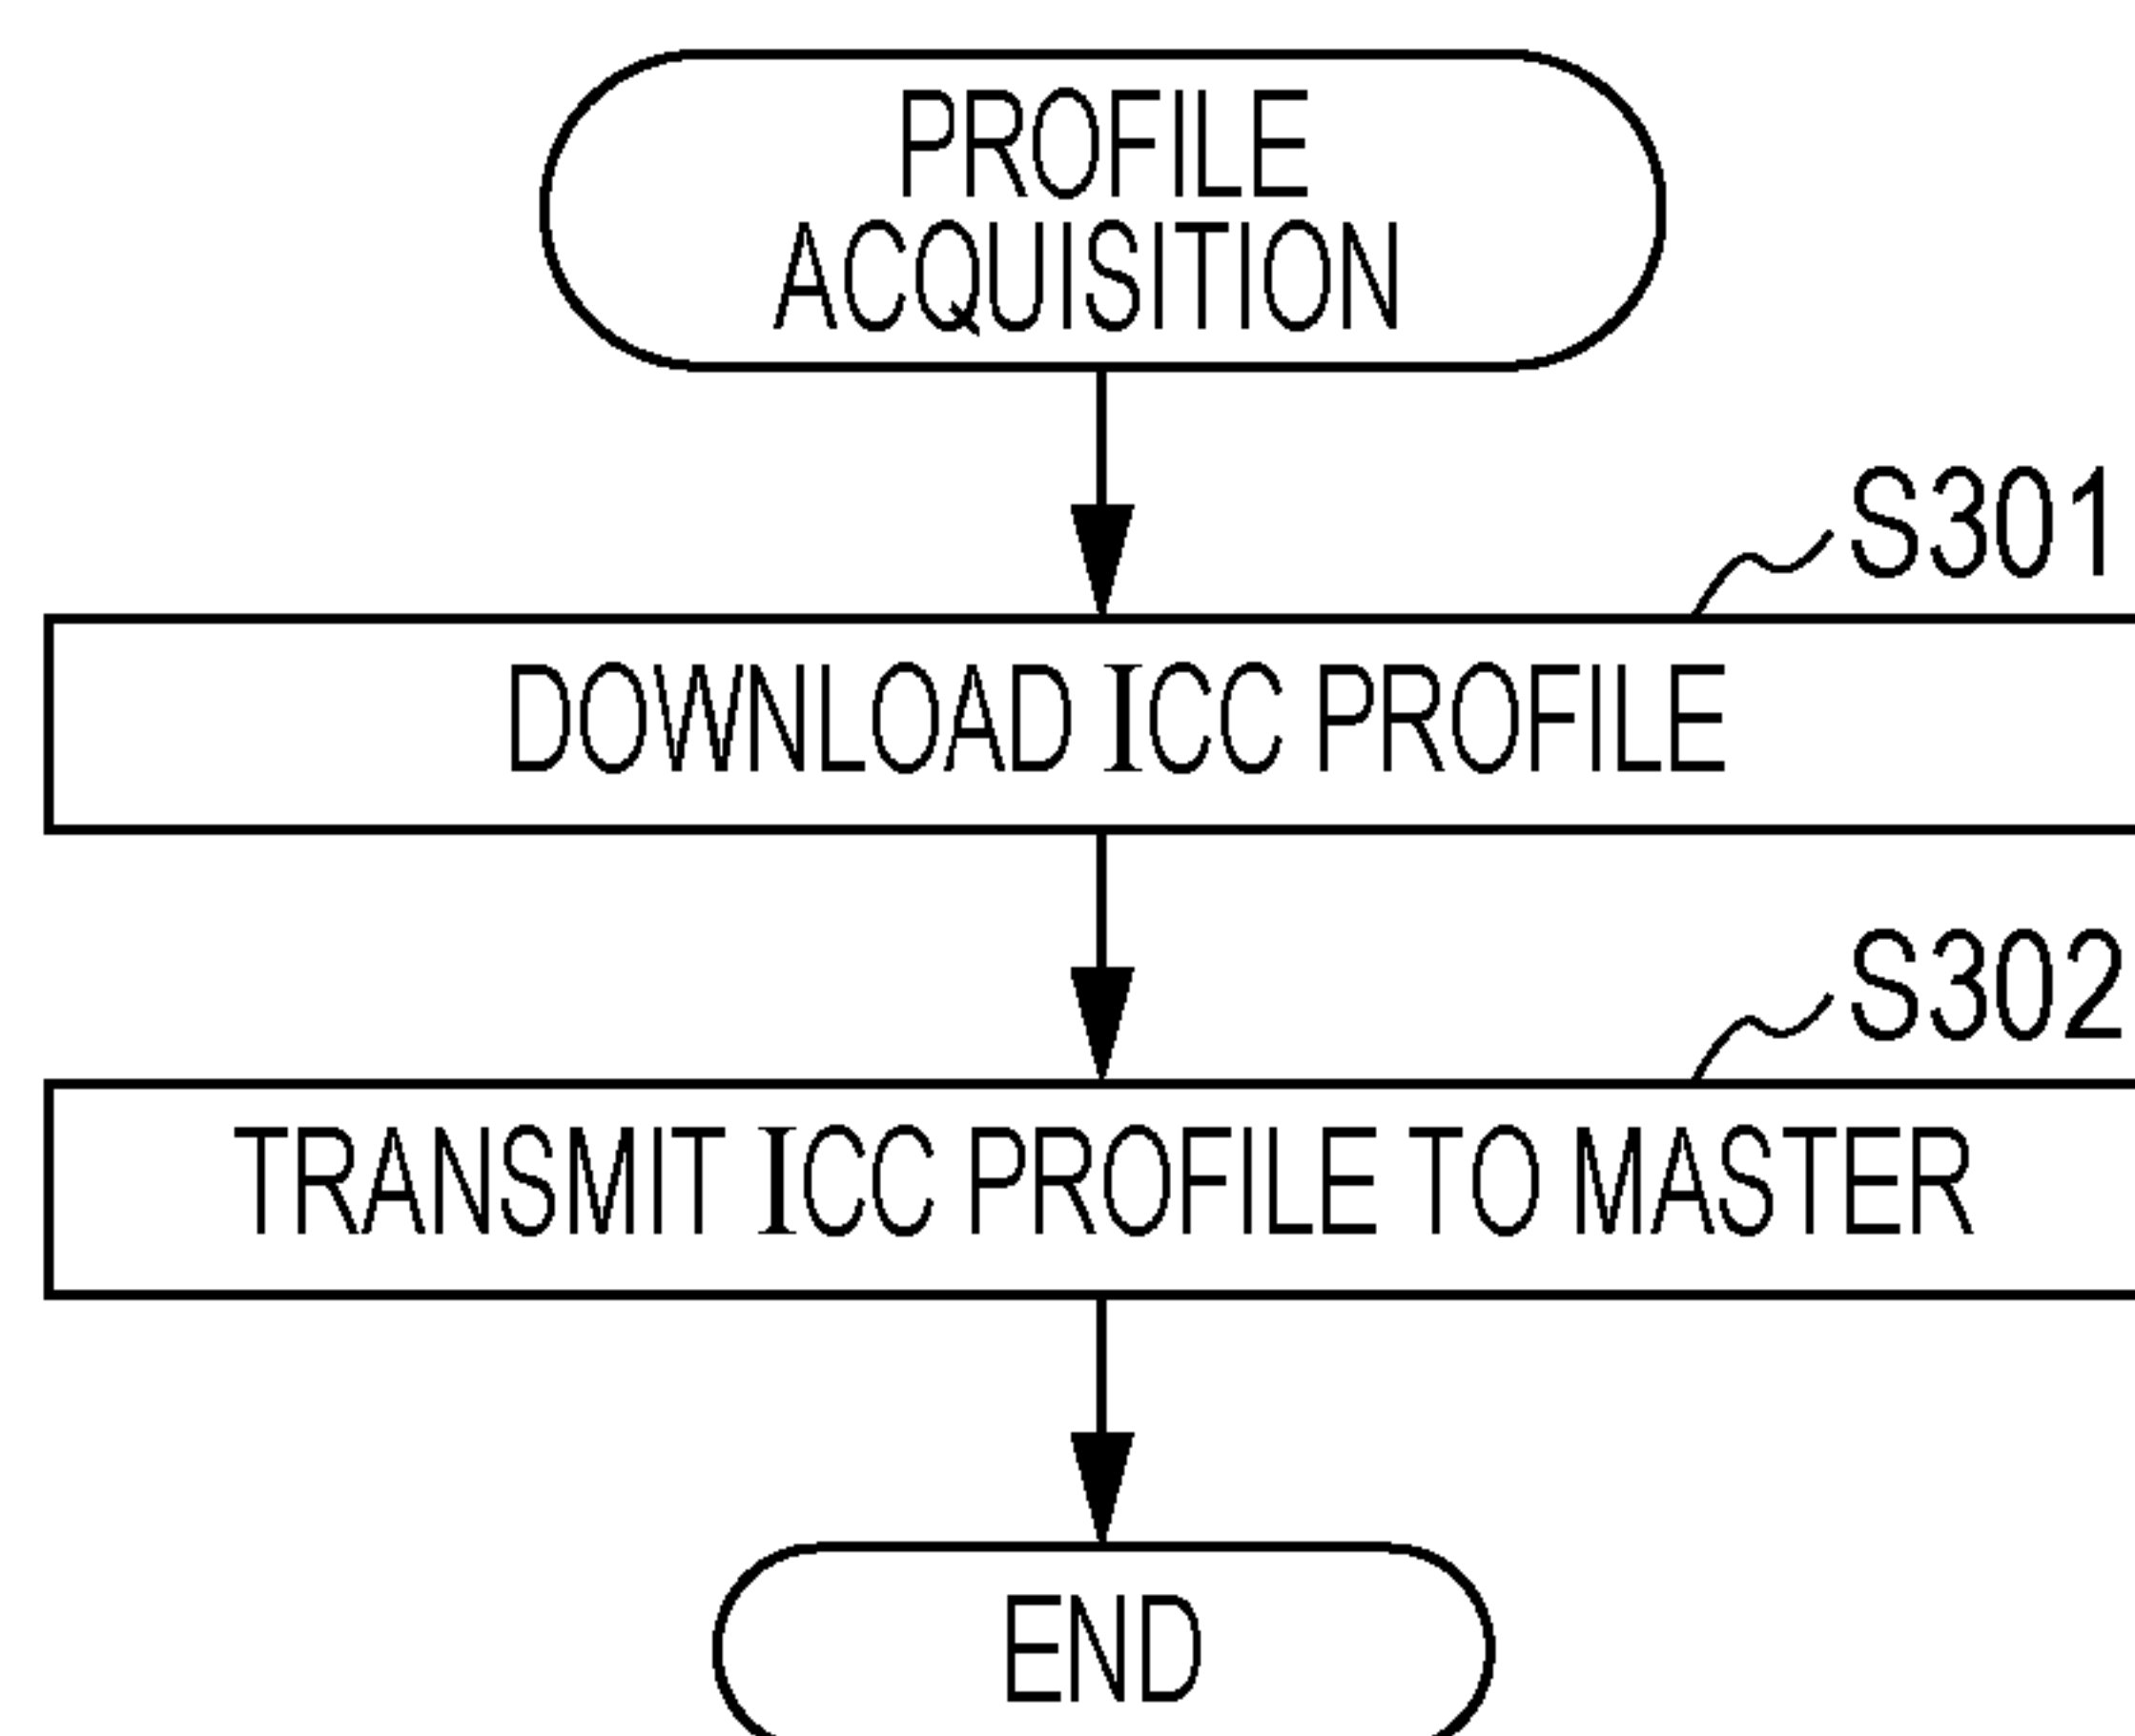 PROFILE
ACQUISITION
S301
DOWNLOAD ICC PROFILE
S302
TRANSMIT ICC PROFILE TO MASTER
END